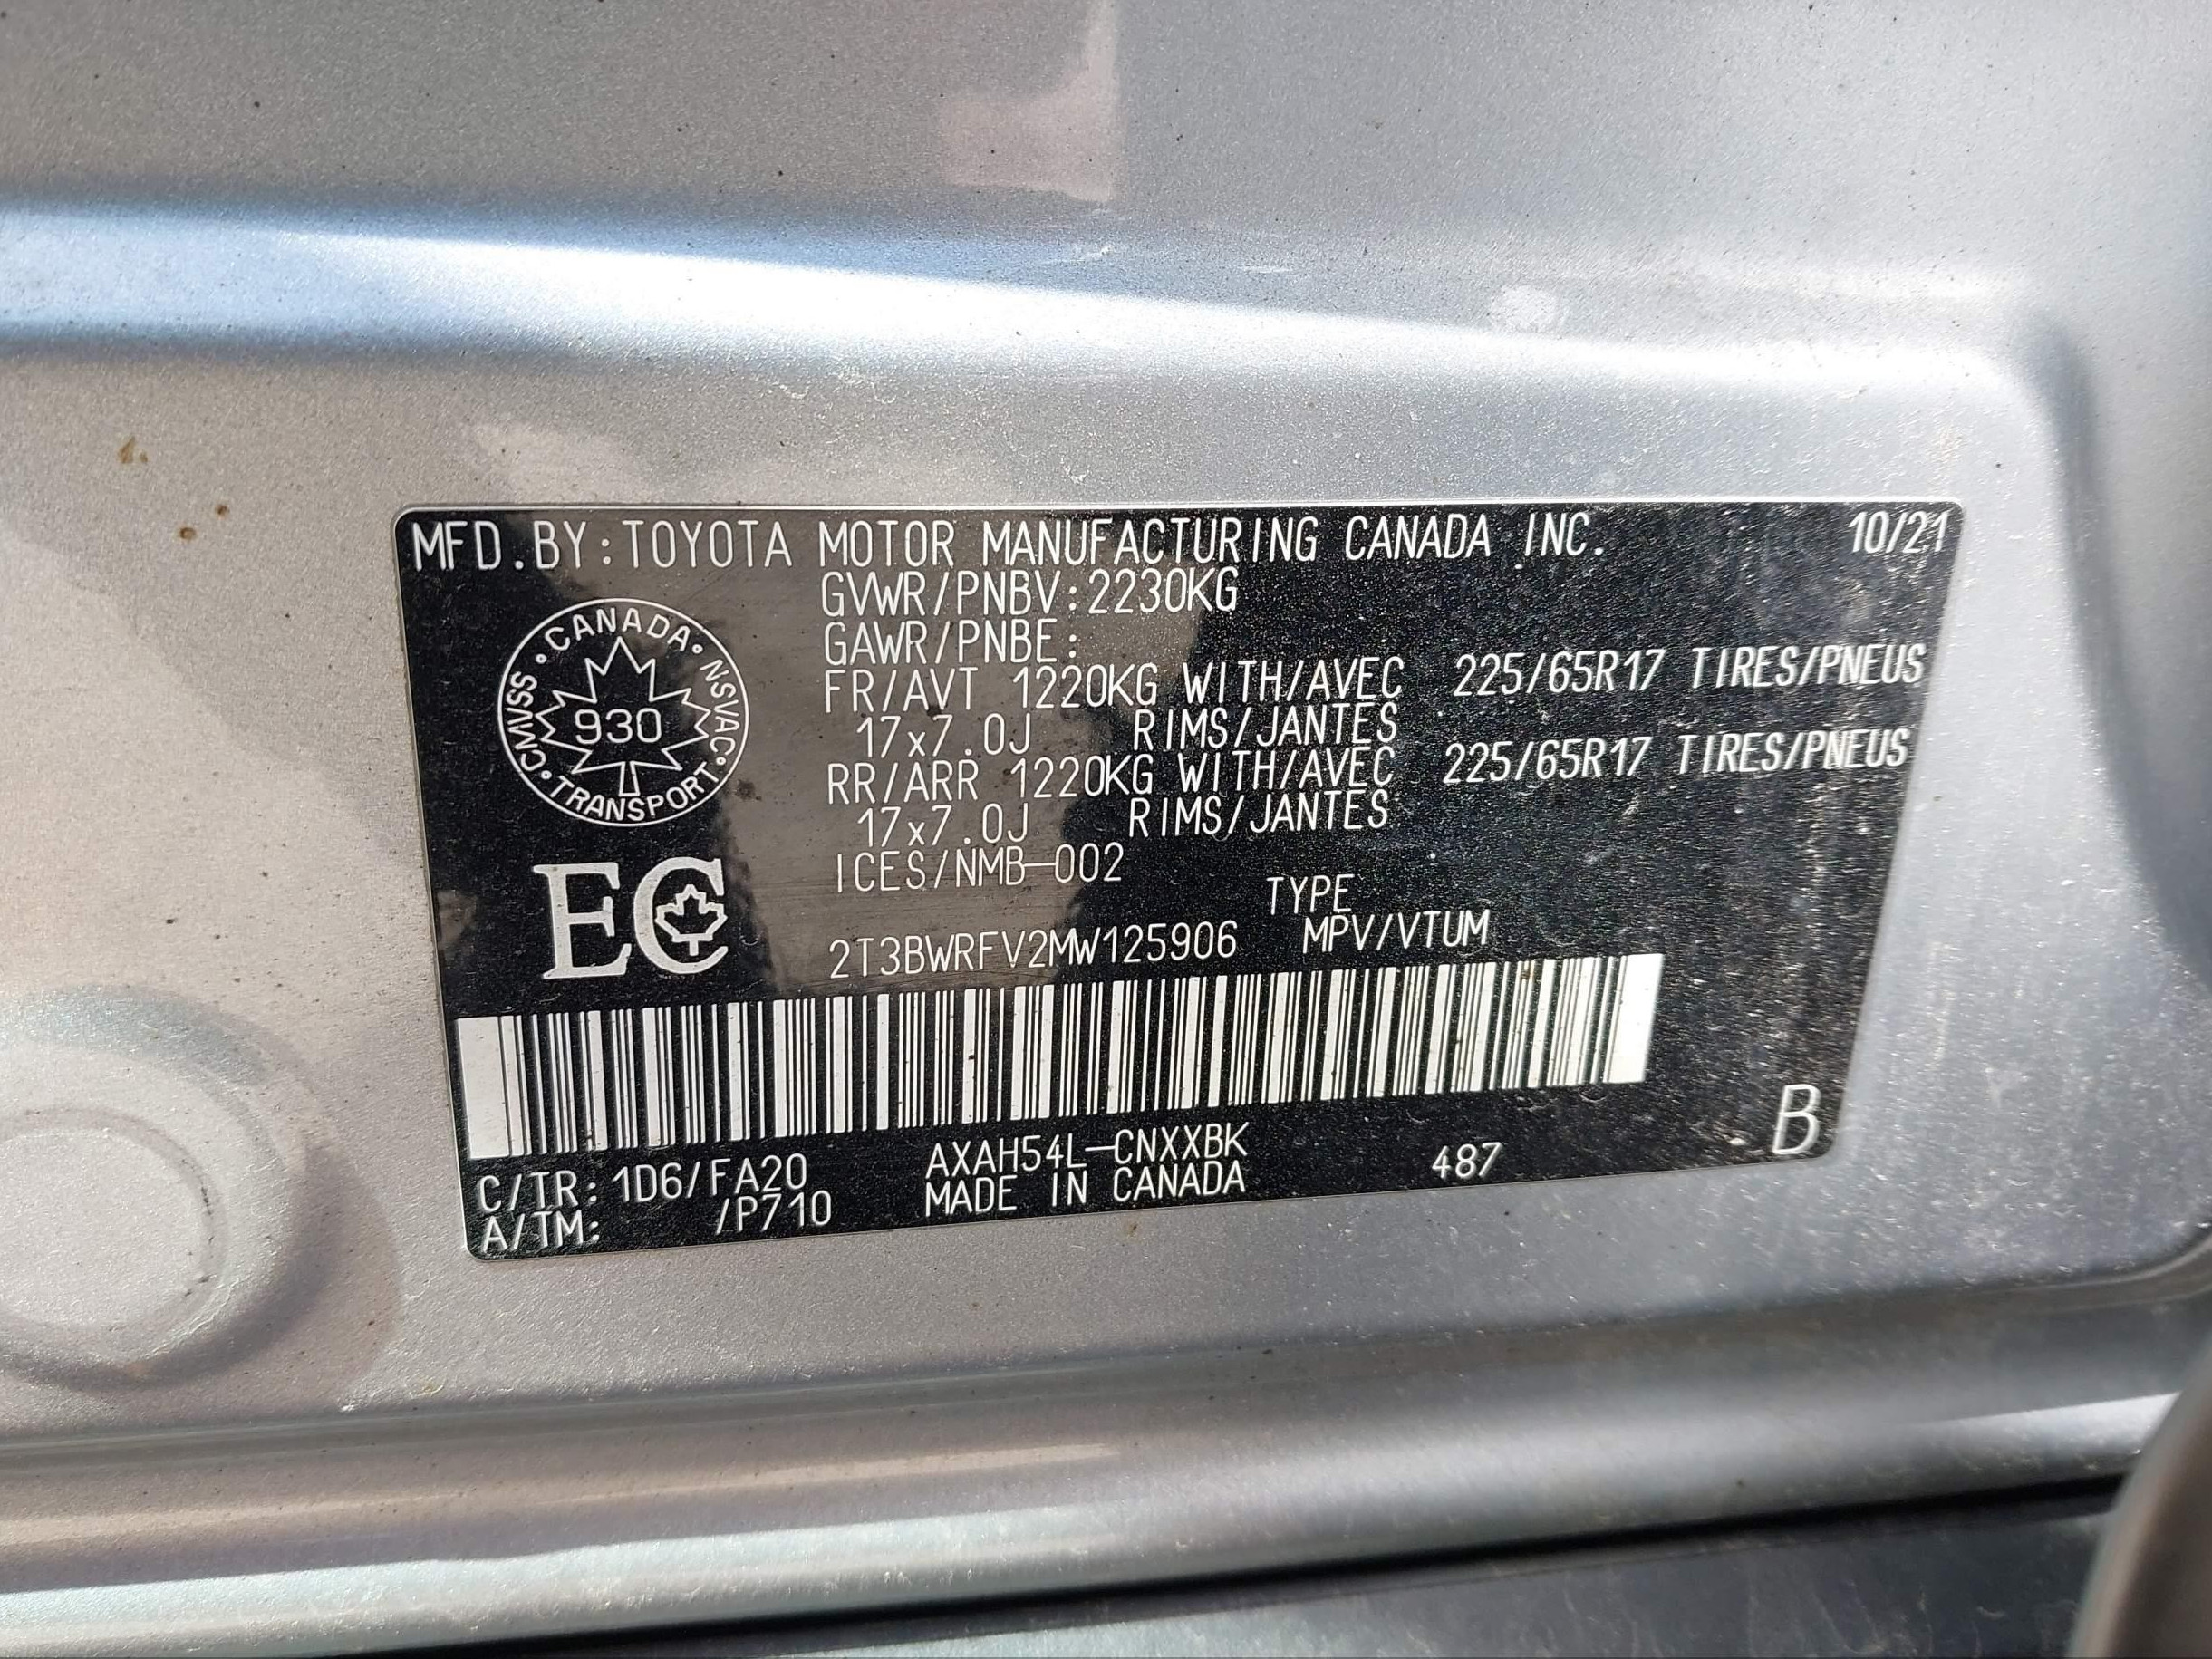 MFD.BY:TOYOTA MOTOR MANUFACTURING CANADA INC. 10/21
GVWR/PNBV:2230KG
GAWR/PNBE:
FR/AVT 1220KG WITH/AVEC 225/65R17 TIRES/PNEUS
17x7.0J RIMS/JANTES
RR/ARR 1220KG WITH/AVEC 225/65R17 TIRES/PNEUS
17x7.0J RIMS/JANTES
ICES/NMB-002
CANADA
NSVAC
TRANSPORT
CMVSS
930
EC
TYPE
2T3BWRFV2MW125906 MPV/VTUM
C/TR: 1D6/FA20 AXAH54L-CNXXBK 487 B
A/TM: /P710 MADE IN CANADA